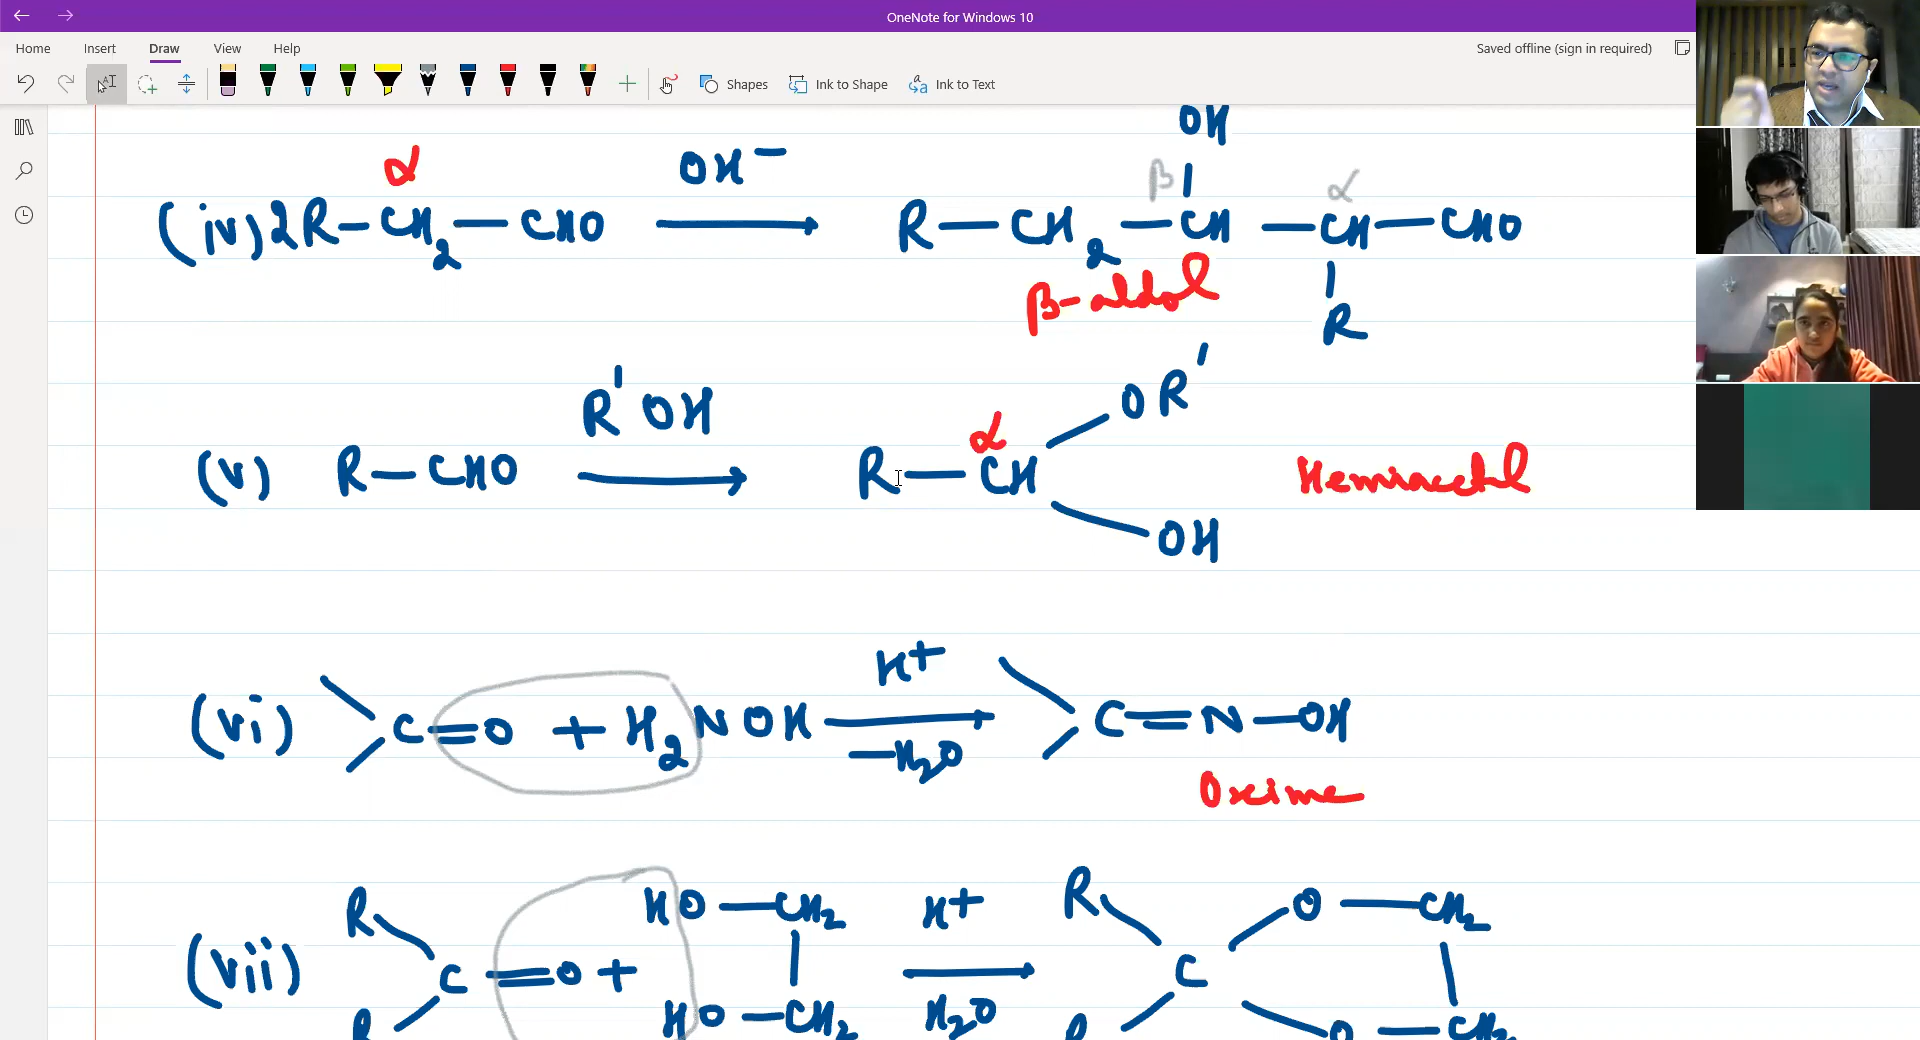 OneNote for Windows 10
Home Insert Draw View Help
Saved offline (sign in required)
Shapes Ink to Shape Ink to Text
OH
α OH⁻ β α
(iv) 2R—CH₂—CHO ⟶ R—CH₂—CH—CH—CHO
β-aldol
R
R'OH α OR'
(v) R—CHO ⟶ R—CH Hemiacetal
OH
H+
(vi) C=O + H₂NOH ⟶ C=N—OH
—H₂O
Oxime
R HO—CH₂ H+ R O—CH₂
(vii) C=O + ⟶ C
R HO—CH₂ H₂O R O—CH₂